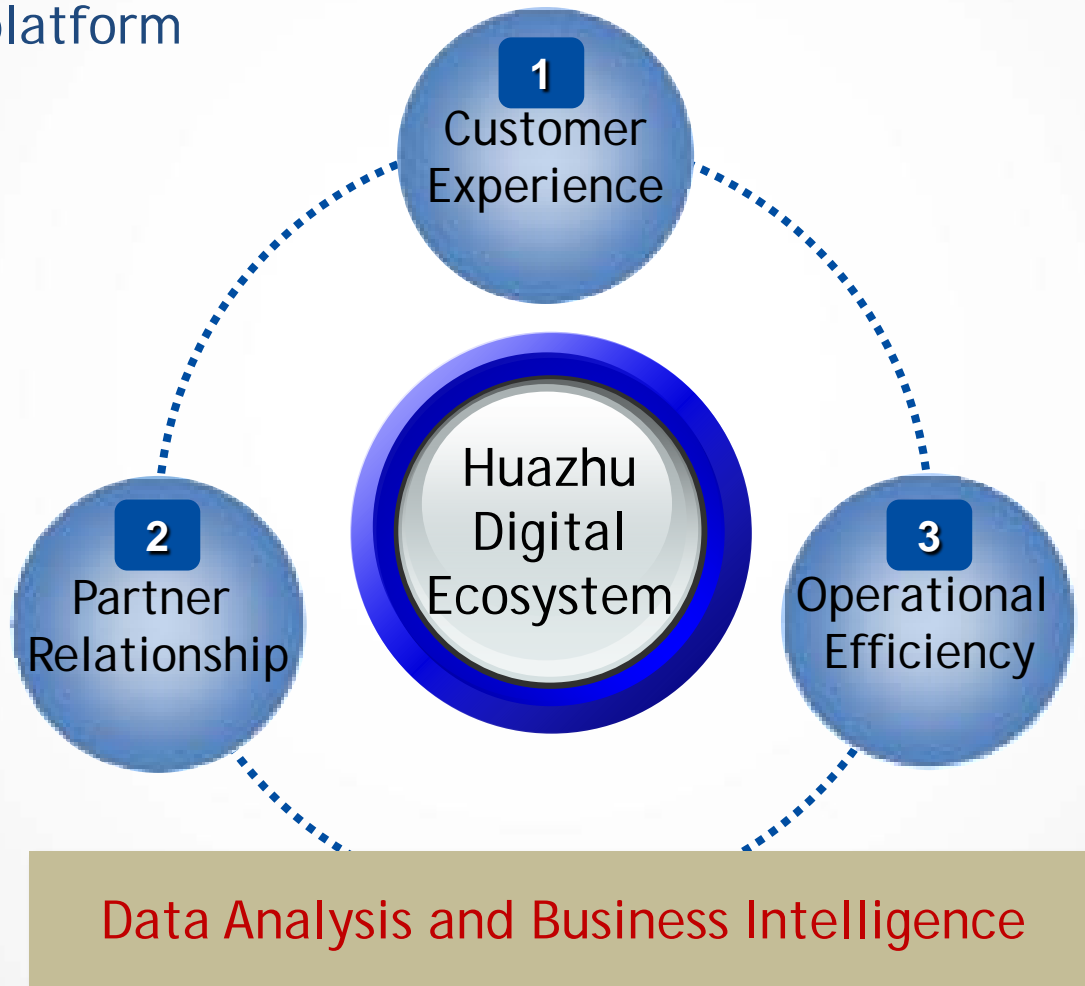 platform
1
Customer
Experience
Huazhu
Digital
Ecosystem
2
Partner
Relationship
3
Operational
Efficiency
Data Analysis and Business Intelligence